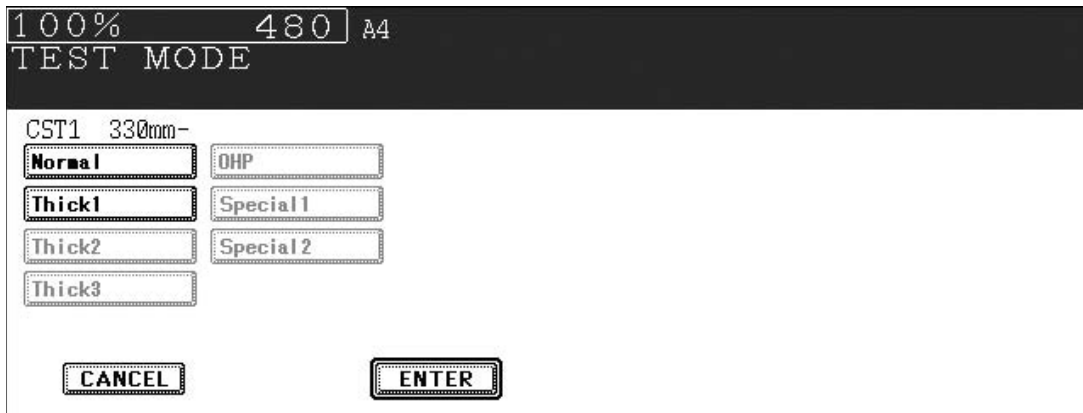 100% 480 A4
TEST MODE
CST1 330mm-
Normal OHP
Thick1 Special1
Thick2 Special2
Thick3
CANCEL ENTER